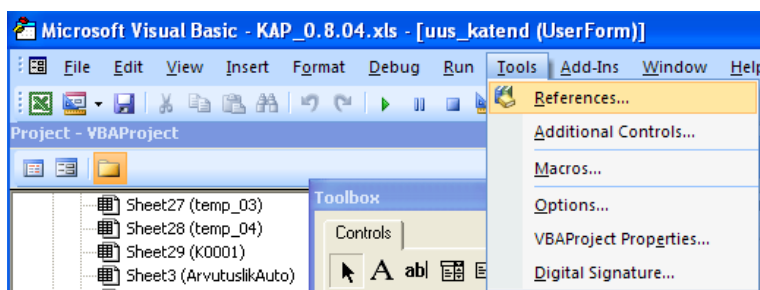 Microsoft Visual Basic - KAP_0.8.04.xls - [uus_katend (UserForm)]
File Edit View Insert Format Debug Run Tools Add-Ins Window Help
References...
Project - VBAProject
Additional Controls...
Macros...
Sheet27 (temp_03)
Toolbox
Options...
Sheet28 (temp_04)
Controls
VBAProject Properties...
Sheet29 (K0001)
Sheet3 (ArvutuslikAuto)
A abl
Digital Signature...